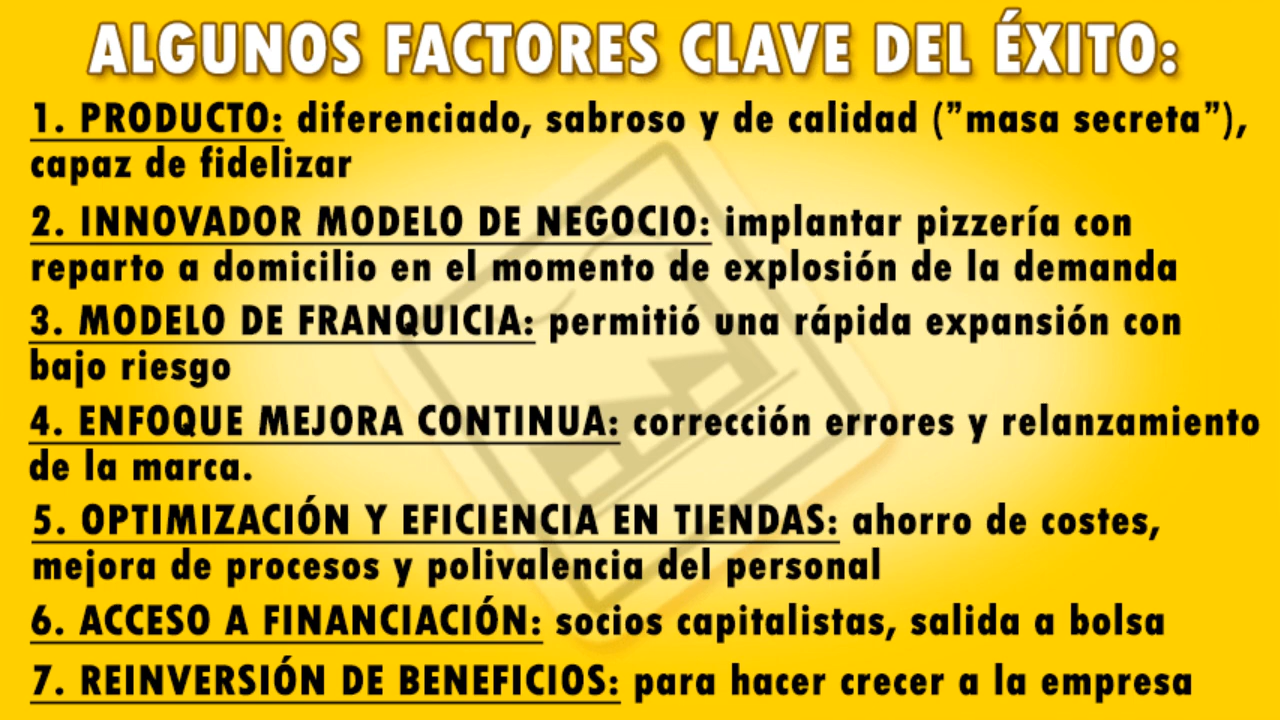 ALGUNOS FACTORES CLAVE DEL ÉXITO:
1. PRODUCTO: diferenciado, sabroso y de calidad (”masa secreta”),
capaz de fidelizar
2. INNOVADOR MODELO DE NEGOCIO: implantar pizzería con
reparto a domicilio en el momento de explosión de la demanda
3. MODELO DE FRANQUICIA: permitió una rápida expansión con
bajo riesgo
4. ENFOQUE MEJORA CONTINUA: corrección errores y relanzamiento
de la marca.
5. OPTIMIZACIÓN Y EFICIENCIA EN TIENDAS: ahorro de costes,
mejora de procesos y polivalencia del personal
6. ACCESO A FINANCIACIÓN: socios capitalistas, salida a bolsa
7. REINVERSIÓN DE BENEFICIOS: para hacer crecer a la empresa